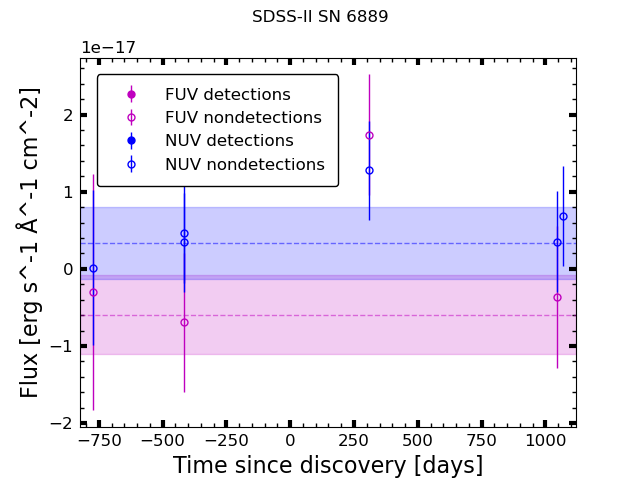 SDSS-II SN 6889
1e−17
FUV detections
FUV nondetections
NUV detections
NUV nondetections
2
1
0
−1
−2
−750
−500
−250
0
250
500
750
1000
Flux [erg s^-1 Å^-1 cm^-2]
Time since discovery [days]